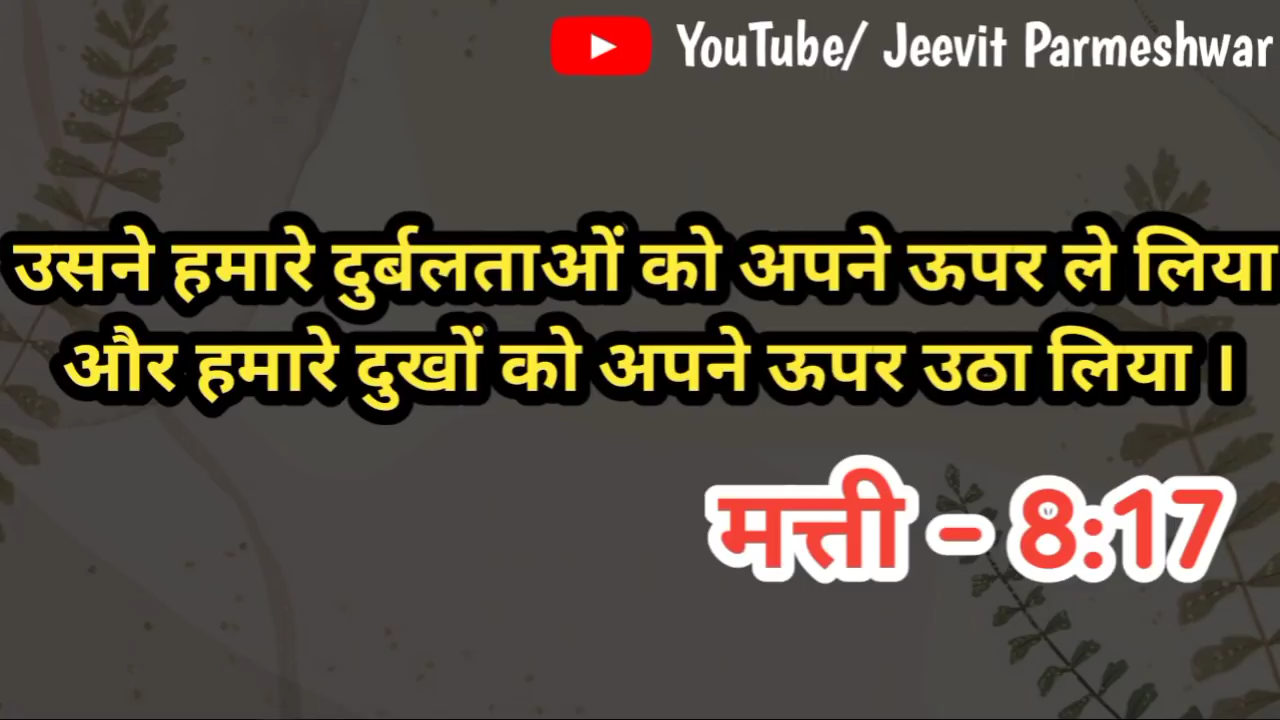 YouTube/ Jeevit Parmeshwar
उसने हमारे दुर्बलताओं को अपने ऊपर ले लिया
और हमारे दुखों को अपने ऊपर उठा लिया ।
मत्ती - 8:17